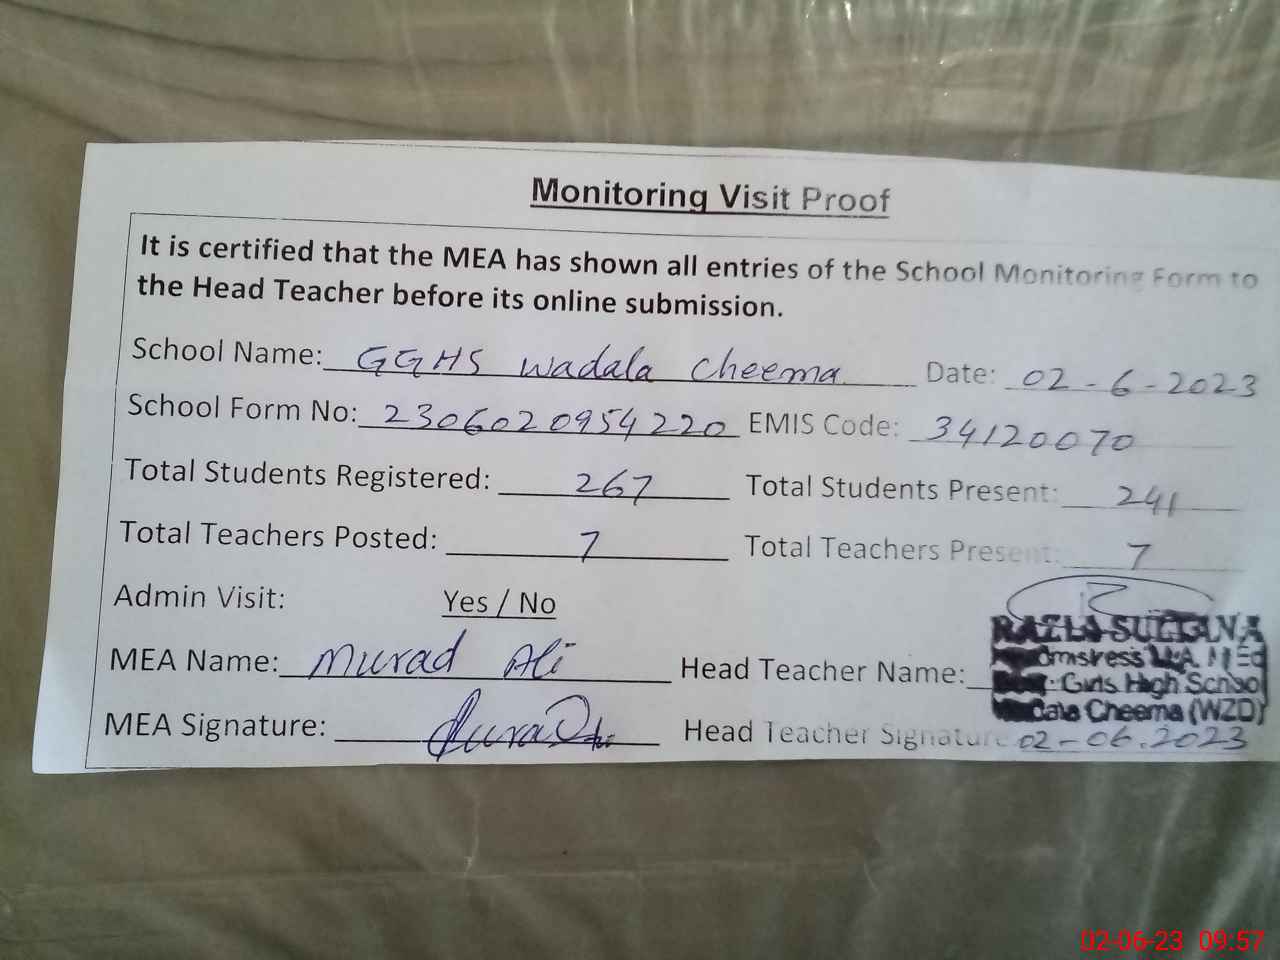 Monitoring Visit Proof
It is certified that the MEA has shown all entries of the School Monitoring Form to
the Head Teacher before its online submission.
School Name: GGHS Wadala Cheema Date: 02-6-2023
School Form No: 2306020954220 EMIS Code: 34120070
Total Students Registered: 267 Total Students Present: 241
Total Teachers Posted: 7 Total Teachers Present: 7
Admin Visit: Yes / No
MEA Name: Murad Ali Head Teacher Name:
RAZIA SULTANA
Girls High School
Cheema (WZD)
MEA Signature: Head Teacher Signature 02-06.2023
02-06-23 09:57